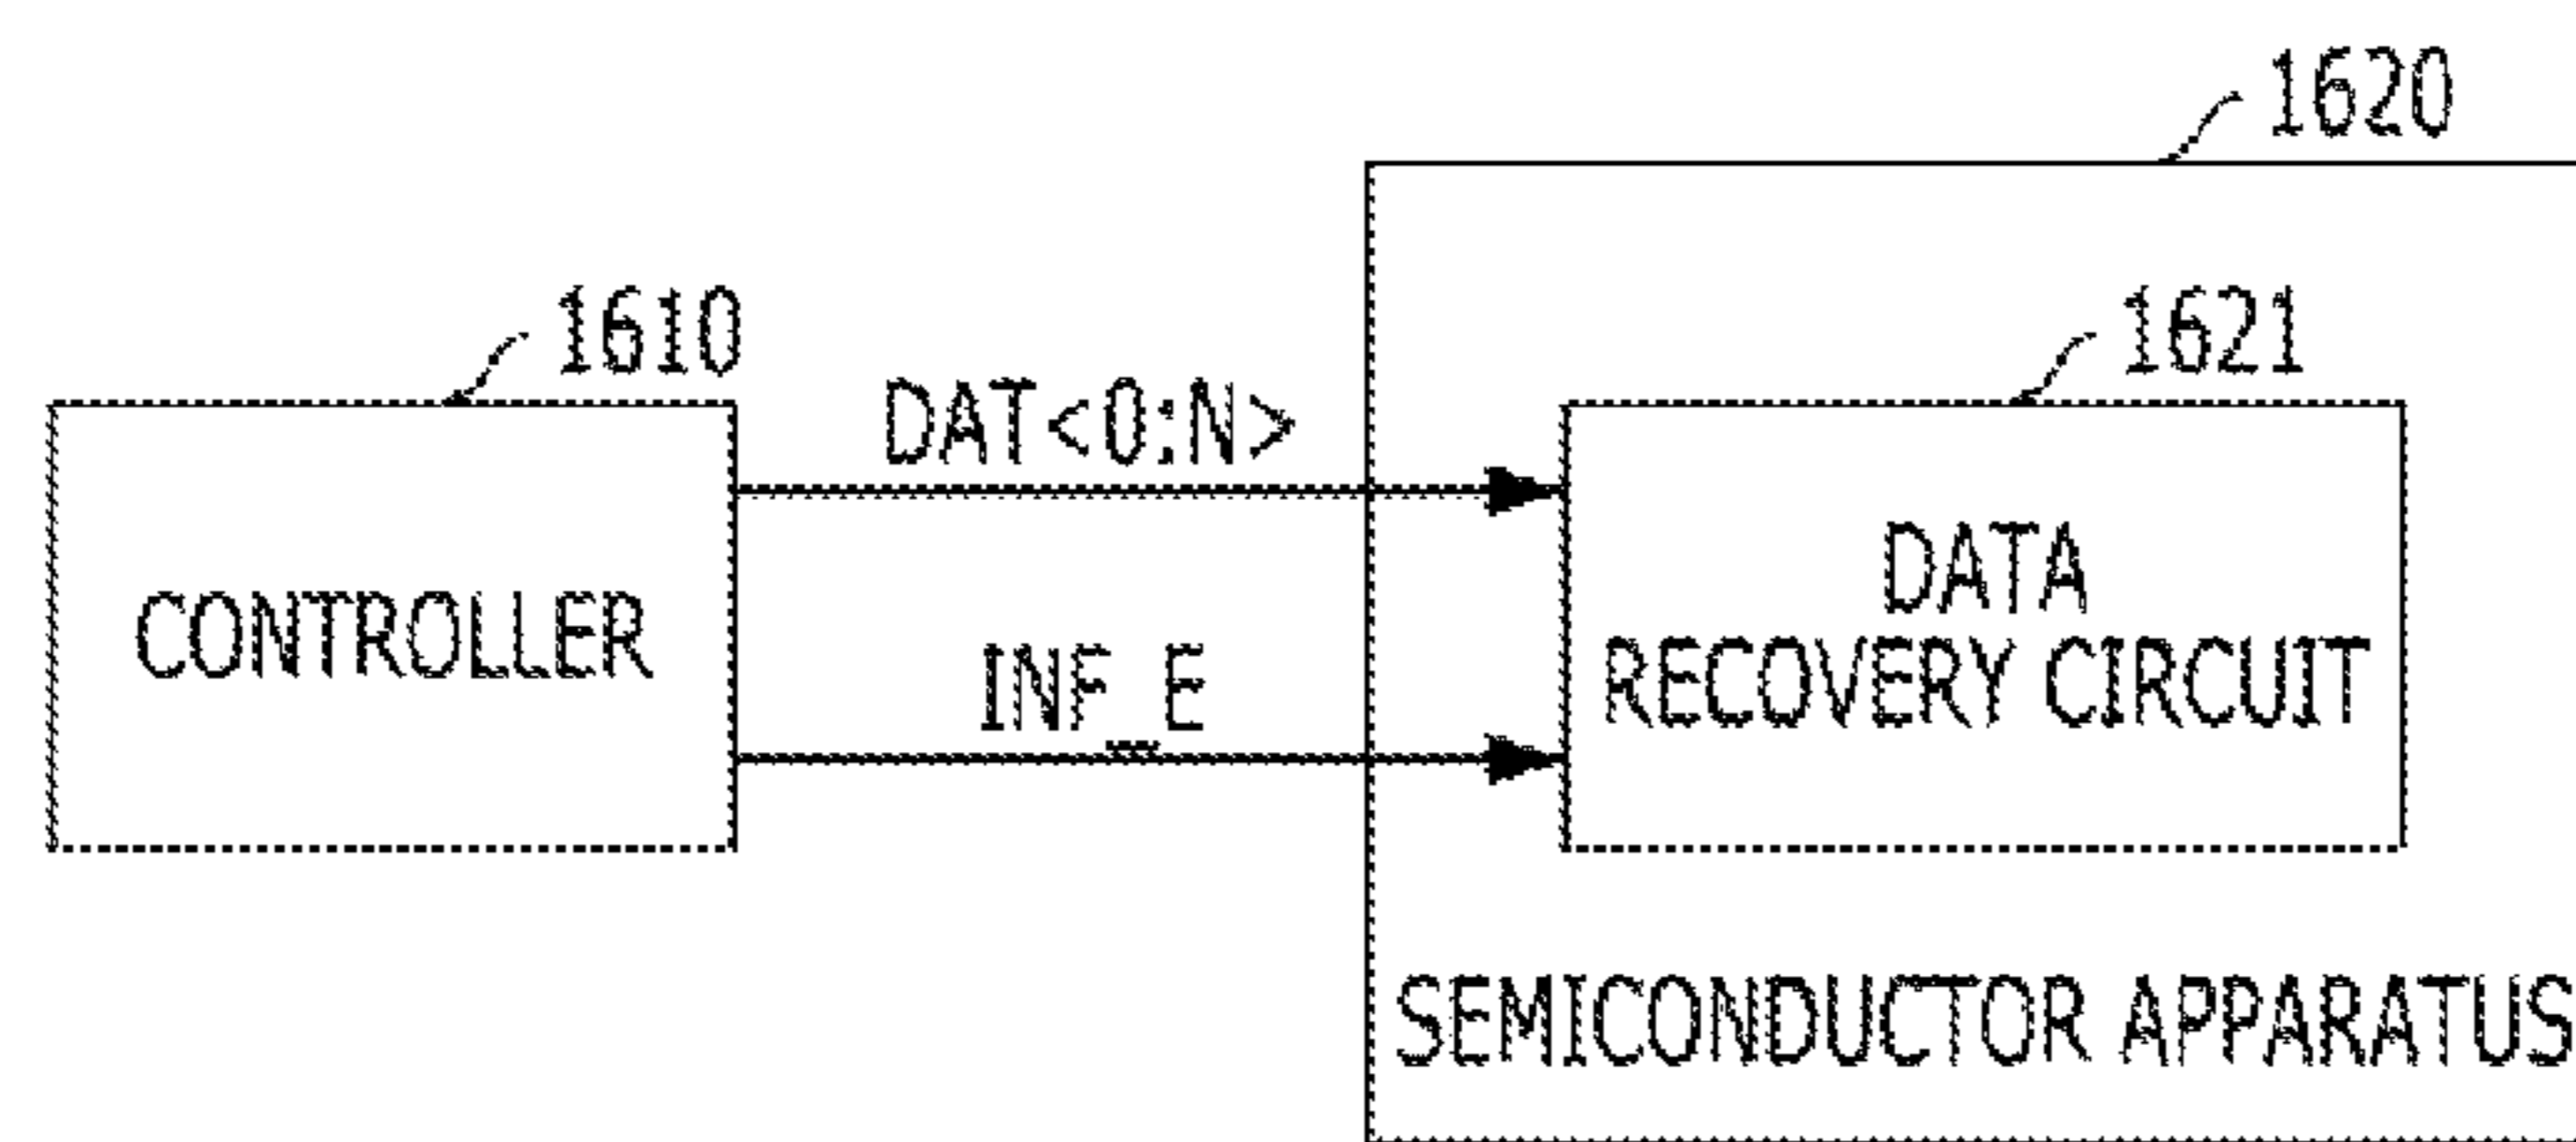 1620
1610
1621
DAT<0:N>
CONTROLLER
INF_E
DATA
RECOVERY CIRCUIT
SEMICONDUCTOR APPARATUS